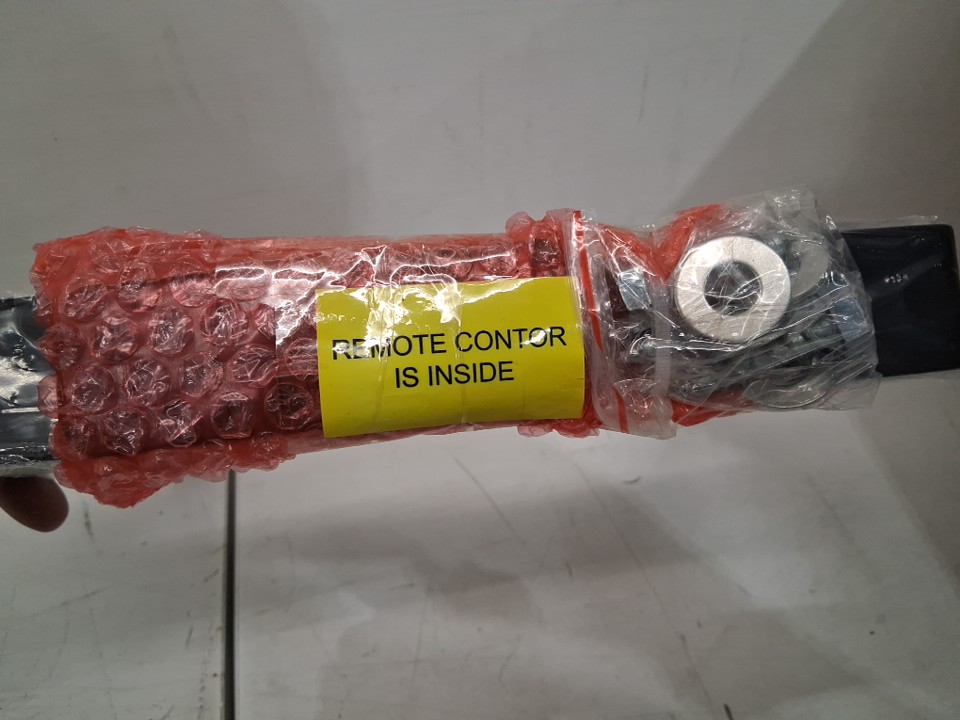 REMOTE CONTOR
IS INSIDE